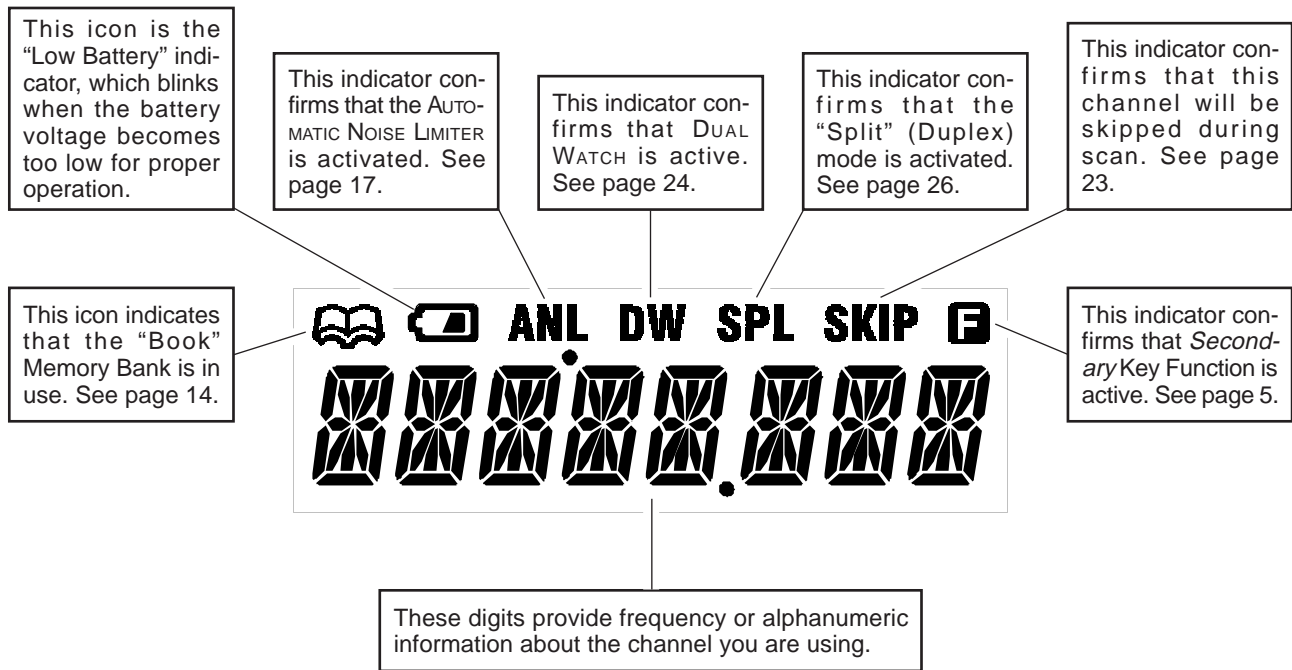 This icon is the
“Low Battery” indi-
cator, which blinks
when the battery
voltage becomes
too low for proper
operation.
This indicator con-
firms that the AUTO-
MATIC NOISE LIMITER
is activated. See
page 17.
This indicator con-
firms that DUAL
WATCH is active.
See page 24.
This indicator con-
firms that the
“Split” (Duplex)
mode is activated.
See page 26.
This indicator con-
firms that this
channel will be
skipped during
scan. See page
23.
This icon indicates
that the “Book”
Memory Bank is in
use. See page 14.
ANL DW SPL SKIP F
This indicator con-
firms that Second-
ary Key Function is
active. See page 5.
These digits provide frequency or alphanumeric
information about the channel you are using.